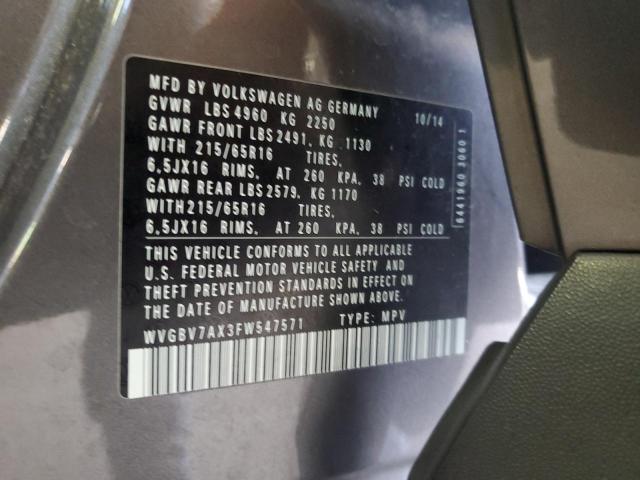 MFD BY VOLKSWAGEN AG GERMANY 10/14
GVWR LBS 4960 KG 2250
GAWR FRONT LBS 2491, KG 1130
WITH 215/65R16 TIRES,
6,5JX16 RIMS, AT 260 KPA, 38 PSI COLD
GAWR REAR LBS 2579, KG 1170
WITH215/65R16 TIRES,
6,5JX16 RIMS, AT 260 KPA, 38 PSI COLD
THIS VEHICLE CONFORMS TO ALL APPLICABLE
U.S. FEDERAL MOTOR VEHICLE SAFETY AND
THEFT PREVENTION STANDARDS IN EFFECT ON
THE DATE OF MANUFACTURE SHOWN ABOVE.
WVGBV7AX3FW547571 TYPE: MPV
6441960 3060 1